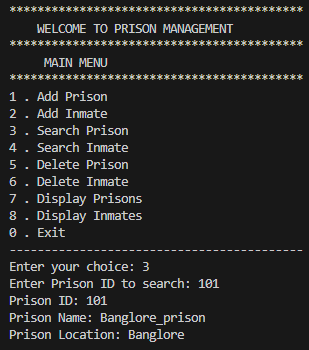 ******************************************
WELCOME TO PRISON MANAGEMENT
******************************************
MAIN MENU
******************************************
1 . Add Prison
2 . Add Inmate
3 . Search Prison
4 . Search Inmate
5 . Delete Prison
6 . Delete Inmate
7 . Display Prisons
8 . Display Inmates
0 . Exit
------------------------------------------
Enter your choice: 3
Enter Prison ID to search: 101
Prison ID: 101
Prison Name: Banglore_prison
Prison Location: Banglore